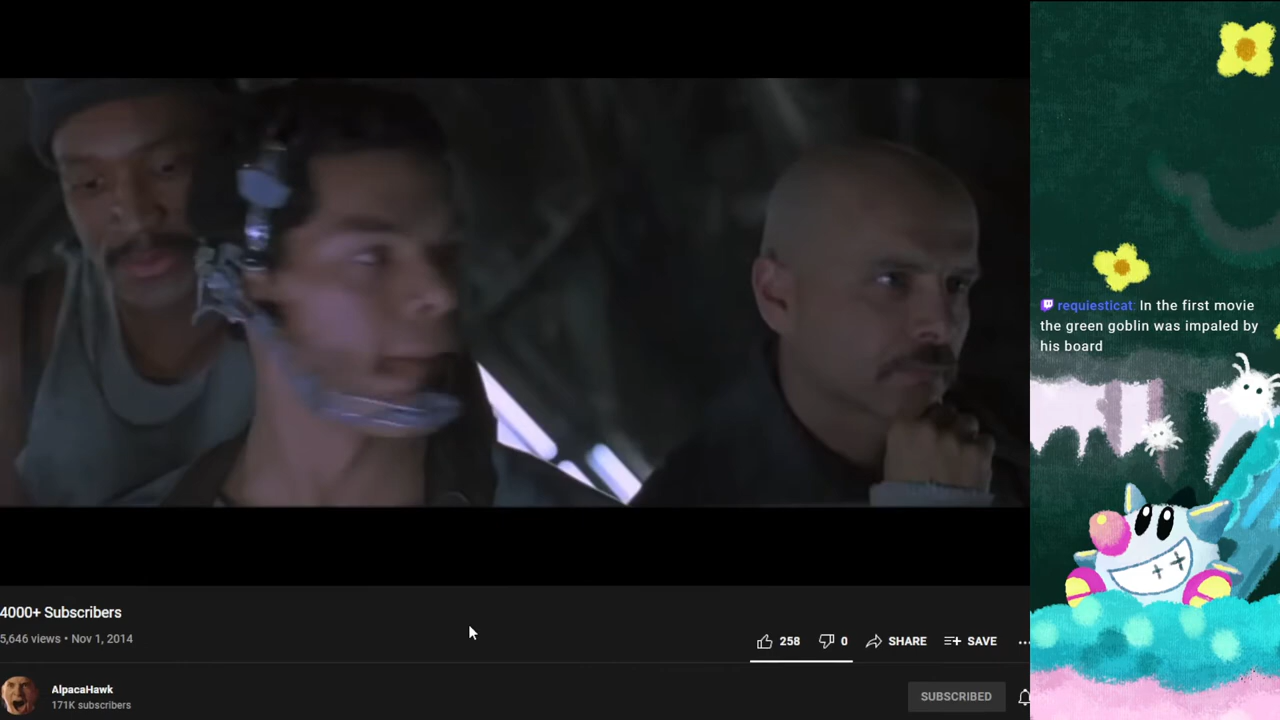 requiesticat: In the first movie
the green goblin was impaled by
his board
4000+ Subscribers
5,646 views • Nov 1, 2014
258
0
SHARE
SAVE
AlpacaHawk
171K subscribers
SUBSCRIBED